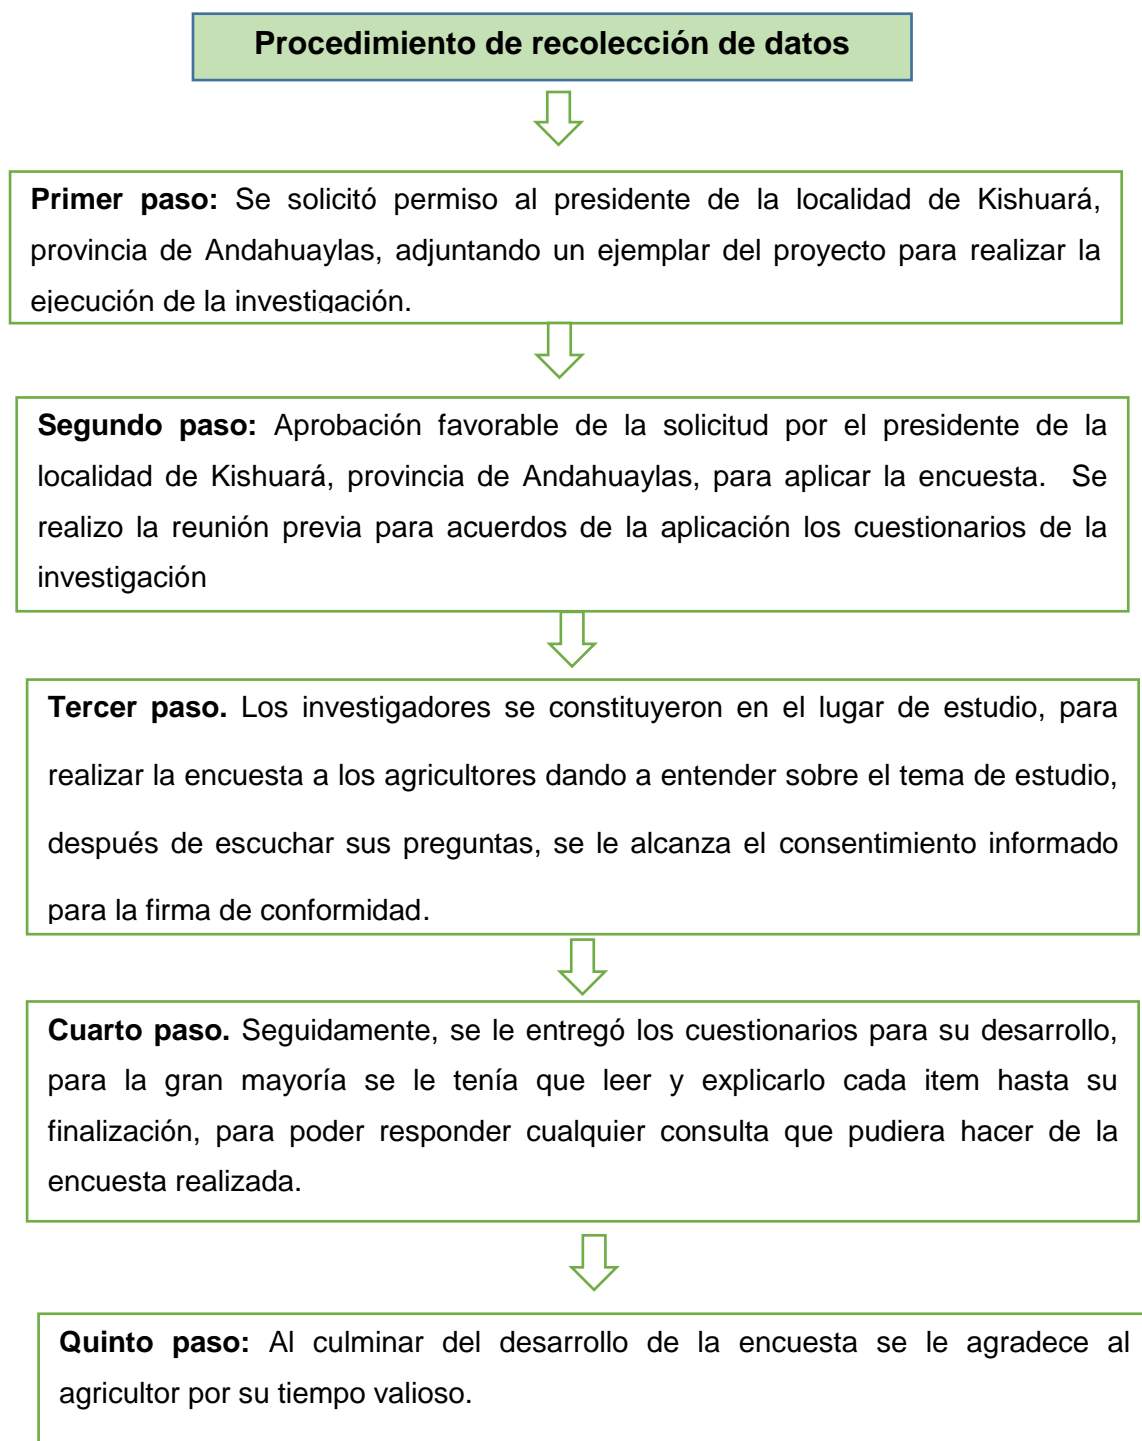 Procedimiento de recolección de datos
Primer paso: Se solicitó permiso al presidente de la localidad de Kishuará,
provincia de Andahuaylas, adjuntando un ejemplar del proyecto para realizar la
ejecución de la investigación.
Segundo paso: Aprobación favorable de la solicitud por el presidente de la
localidad de Kishuará, provincia de Andahuaylas, para aplicar la encuesta. Se
realizo la reunión previa para acuerdos de la aplicación los cuestionarios de la
investigación
Tercer paso. Los investigadores se constituyeron en el lugar de estudio, para
realizar la encuesta a los agricultores dando a entender sobre el tema de estudio,
después de escuchar sus preguntas, se le alcanza el consentimiento informado
para la firma de conformidad.
Cuarto paso. Seguidamente, se le entregó los cuestionarios para su desarrollo,
para la gran mayoría se le tenía que leer y explicarlo cada item hasta su
finalización, para poder responder cualquier consulta que pudiera hacer de la
encuesta realizada.
Quinto paso: Al culminar del desarrollo de la encuesta se le agradece al
agricultor por su tiempo valioso.